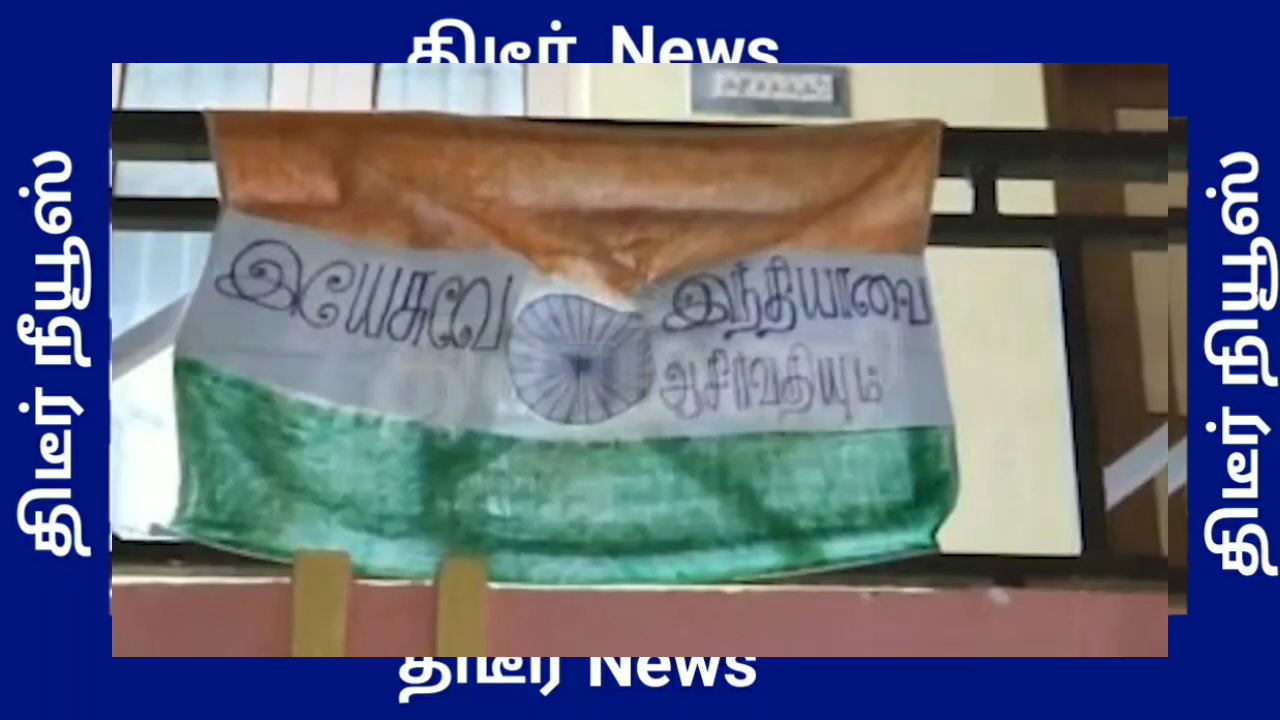 திடீர் News
இயேசுவே
இந்தியாவை
ஆசிர்வதியும்
திடீர் நீயூஸ்
திடீர் நியூஸ்
திடீர் News